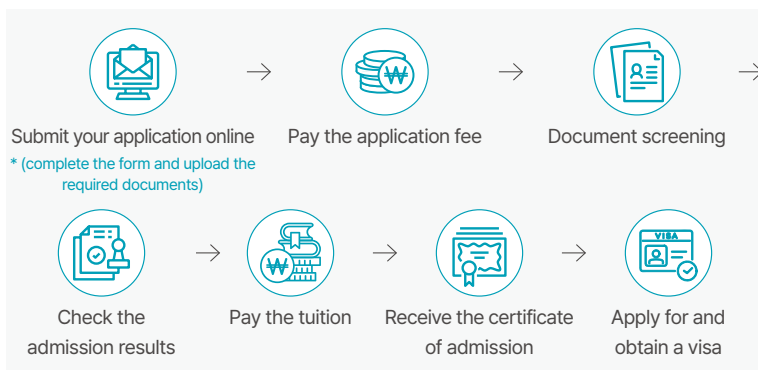 Submit your application online
* (complete the form and upload the
required documents)
Pay the application fee
Document screening
Check the
admission results
Pay the tuition
Receive the certificate
of admission
VISA
Apply for and
obtain a visa